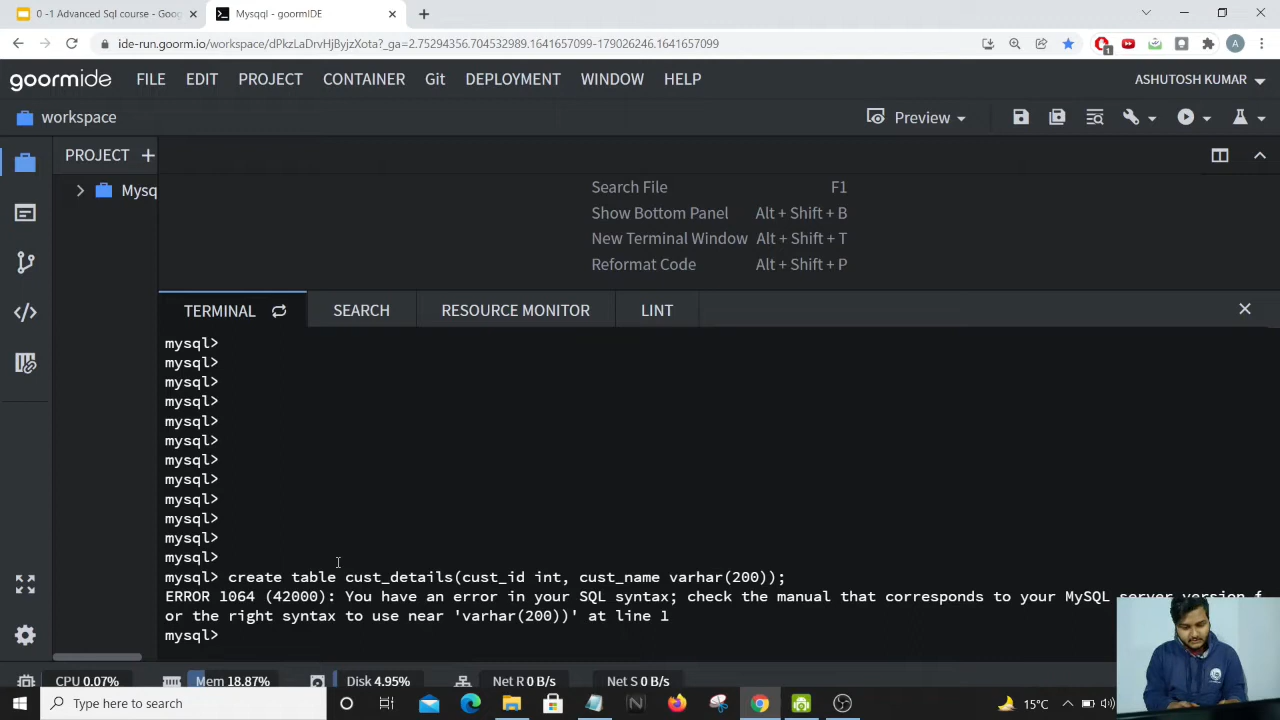 0 -1 Advanced Sql course - Goog
Mysqql - goormIDE
ide-run.goorm.io/workspace/dPkzLaDrvHjByjzXota?_ga=2.75294356.704532589.1641657099-179026246.1641657099
1
A
goormide
FILE EDIT PROJECT CONTAINER Git DEPLOYMENT WINDOW HELP
ASHUTOSH KUMAR
workspace
Preview
PROJECT
Mysq
Search File F1
Show Bottom Panel Alt + Shift + B
New Terminal Window Alt + Shift + T
Reformat Code Alt + Shift + P
TERMINAL SEARCH RESOURCE MONITOR LINT
mysql>
mysql>
mysql>
mysql>
mysql>
mysql>
mysql>
mysql>
mysql>
mysql>
mysql>
mysql>
mysql> create table cust_details(cust_id int, cust_name varhar(200));
ERROR 1064 (42000): You have an error in your SQL syntax; check the manual that corresponds to your MySQL server version f
or the right syntax to use near 'varhar(200))' at line 1
mysql>
CPU 0.07% Mem 18.87% Disk 4.95% Net R 0 B/s Net S 0 B/s
Type here to search
15°C